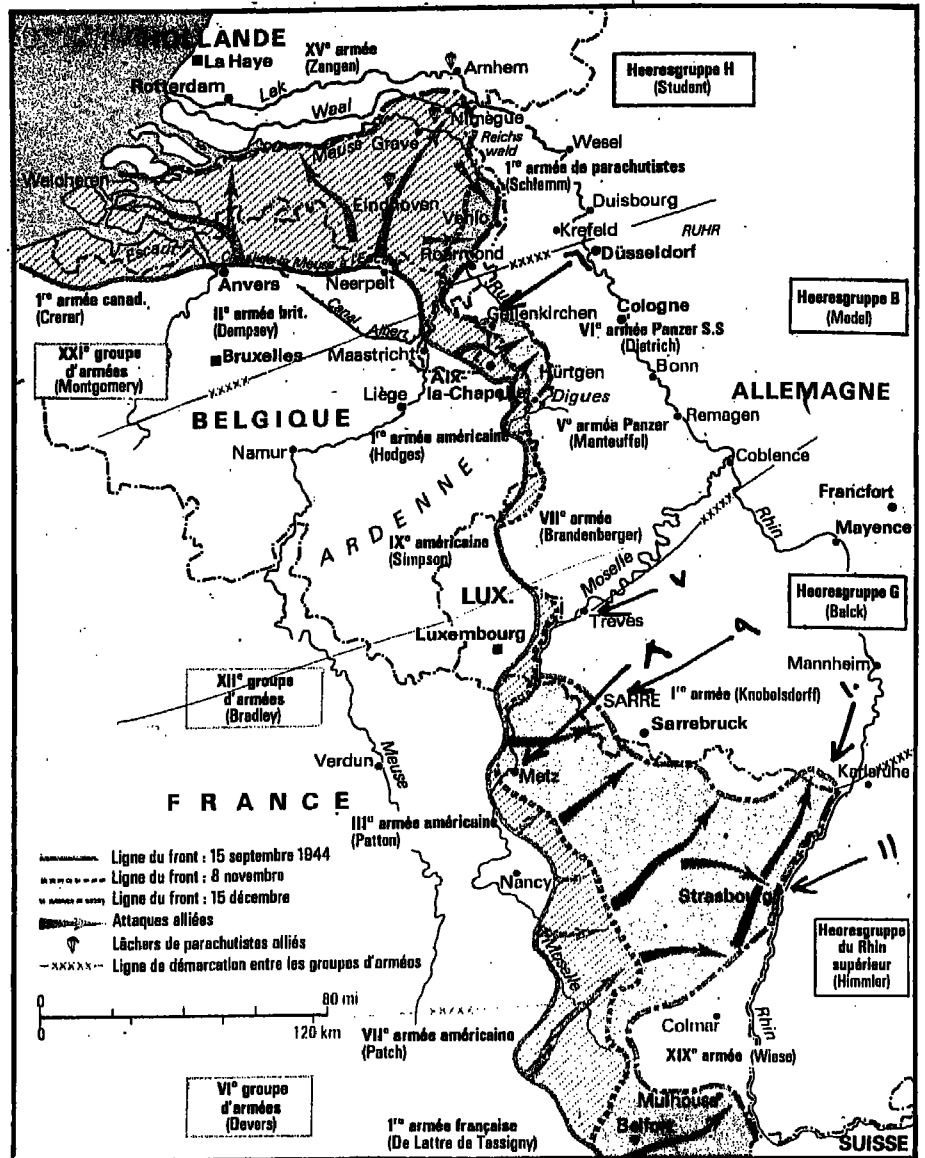 HOLLANDE
La Haye
XVe armée
(Zangen)
Arnhem
Heeresgruppe H
(Student)
Rotterdam
Lek
Waal
Nimègue
Meuse
Grave
Reichs
wald
Wesel
1re armée de parachutistes
(Schlemm)
Walcheren
Eindhoven
Venlo
Duisbourg
Krefeld
RUHR
Escaut
Roermond
Düsseldorf
Anvers
Neerpelt
Rur
1re armée canad.
(Crerar)
IIe armée brit.
(Dempsey)
Canal
Albert
Geilenkirchen
Cologne
VIe armée Panzer S.S
(Dietrich)
Heeresgruppe B
(Model)
XXIe groupe
d'armées
(Montgomery)
Bruxelles
Maastricht
Aix-
la-Chapelle
Hürtgen
Bonn
Liège
Digues
ALLEMAGNE
BELGIQUE
Remagen
Namur
1re armée américaine
(Hodges)
Ve armée Panzer
(Manteuffel)
Coblence
ARDENNE
Francfort
Mayence
Rhin
IXe américaine
(Simpson)
VIIe armée
(Brandenberger)
Moselle
LUX.
Luxembourg
Trèves
Heeresgruppe G
(Balck)
Mannheim
XIIe groupe
d'armées
(Bradley)
SARRE
Ire armée (Knobelsdorff)
Sarrebruck
Verdun
Meuse
Metz
Karlsruhe
FRANCE
IIIe armée américaine
(Patton)
Ligne du front : 15 septembre 1944
Ligne du front : 8 novembre
Ligne du front : 15 décembre
Attaques alliées
Lâchers de parachutistes alliés
Ligne de démarcation entre les groupes d'armées
Nancy
Strasbourg
Moselle
Heeresgruppe
du Rhin
supérieur
(Himmler)
0 80 mi
0 120 km
VIIe armée américaine
(Patch)
Colmar
Rhin
XIXe armée (Wiese)
VIe groupe
d'armées
(Devers)
Mulhouse
1re armée française
(De Lattre de Tassigny)
Belfort
SUISSE